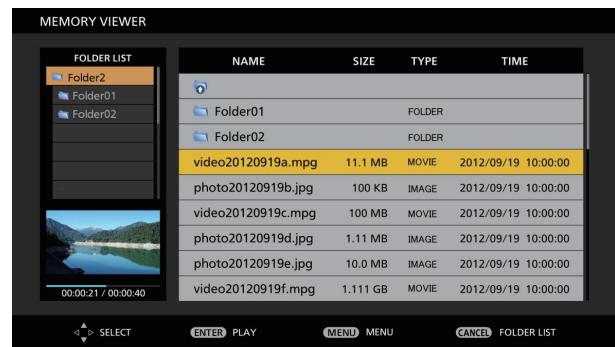 MEMORY VIEWER
FOLDER LIST
Folder2
Folder01
Folder02
00:00:21 / 00:00:40
NAME SIZE TYPE TIME
Folder01 FOLDER
Folder02 FOLDER
video20120919a.mpg 11.1 MB MOVIE 2012/09/19 10:00:00
photo20120919b.jpg 100 KB IMAGE 2012/09/19 10:00:00
video20120919c.mpg 100 MB MOVIE 2012/09/19 10:00:00
photo20120919d.jpg 1.11 MB IMAGE 2012/09/19 10:00:00
photo20120919e.jpg 10.0 MB IMAGE 2012/09/19 10:00:00
video20120919f.mpg 1.111 GB MOVIE 2012/09/19 10:00:00
SELECT ENTER PLAY MENU MENU CANCEL FOLDER LIST